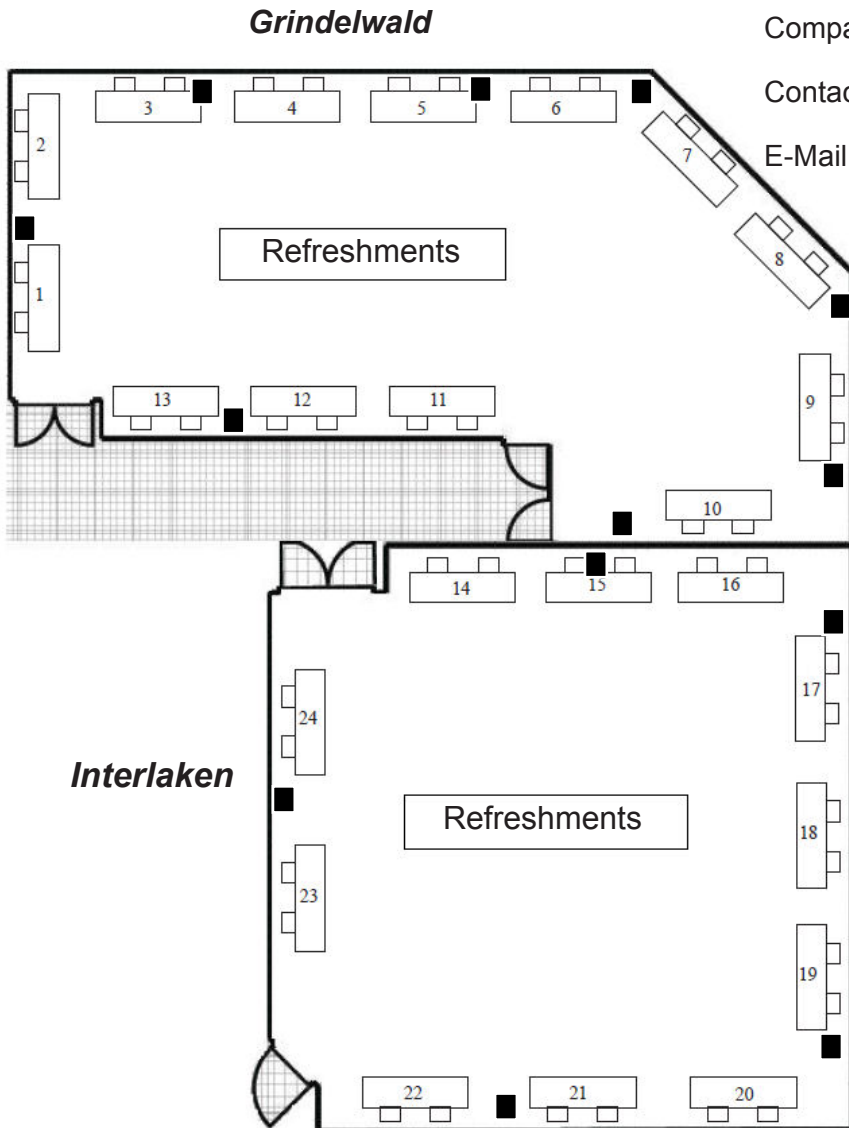 Grindelwald
Compa
Contac
E-Mail
3 4 5 6
2
7
Refreshments
8
1
9
13 12 11
10
14 15 16
17
24
Interlaken
Refreshments
18
23
19
22 21 20